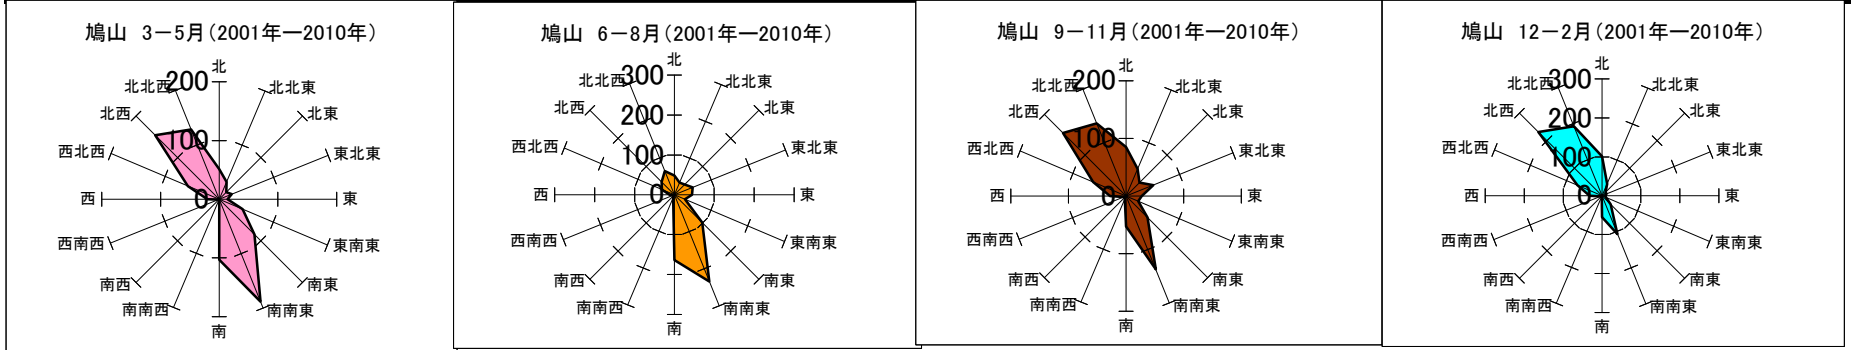 鳩山 3－5月（2001年―2010年）
北
200
100
0
北北東
北東
東北東
東
東南東
南東
南南東
南
南南西
南西
西南西
西
西北西
北西
北北西
鳩山 6－8月（2001年―2010年）
北
300
200
100
0
北北東
北東
東北東
東
東南東
南東
南南東
南
南南西
南西
西南西
西
西北西
北西
北北西
鳩山 9－11月（2001年―2010年）
北
200
100
0
北北東
北東
東北東
東
東南東
南東
南南東
南
南南西
南西
西南西
西
西北西
北西
北北西
鳩山 12－2月（2001年―2010年）
北
300
200
100
0
北北東
北東
東北東
東
東南東
南東
南南東
南
南南西
南西
西南西
西
西北西
北西
北北西